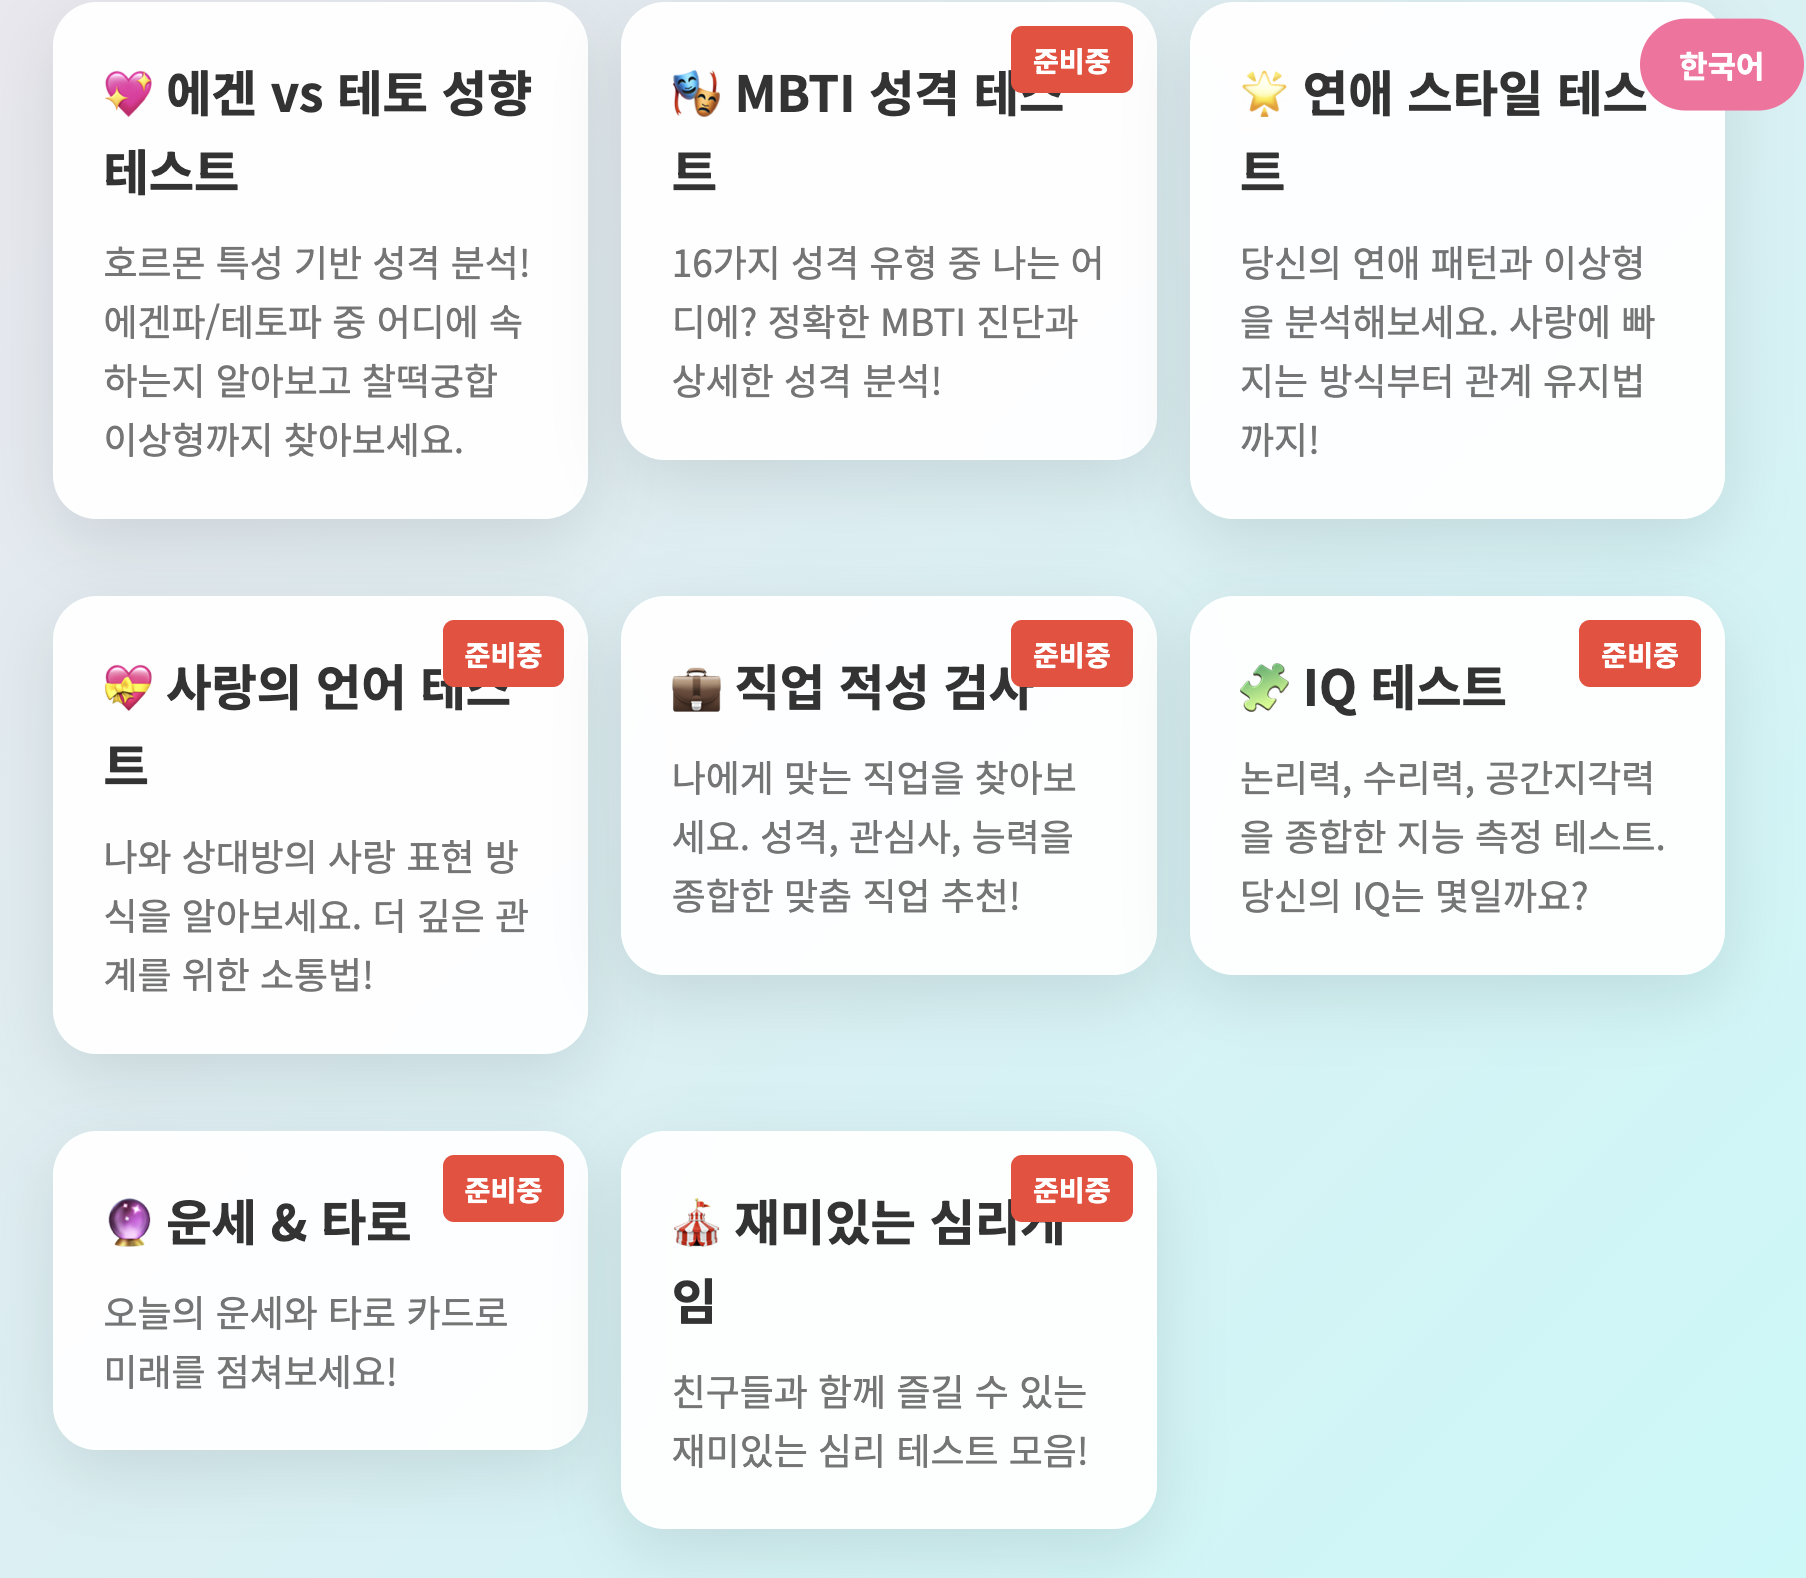 💖 에겐 vs 테토 성향
테스트
호르몬 특성 기반 성격 분석!
에겐파/테토파 중 어디에 속
하는지 알아보고 찰떡궁합
이상형까지 찾아보세요.
준비중
🎭 MBTI 성격 테스
트
16가지 성격 유형 중 나는 어
디에? 정확한 MBTI 진단과
상세한 성격 분석!
한국어
🌟 연애 스타일 테스
트
당신의 연애 패턴과 이상형
을 분석해보세요. 사랑에 빠
지는 방식부터 관계 유지법
까지!
준비중
💝 사랑의 언어 테스
트
나와 상대방의 사랑 표현 방
식을 알아보세요. 더 깊은 관
계를 위한 소통법!
준비중
💼 직업 적성 검사
나에게 맞는 직업을 찾아보
세요. 성격, 관심사, 능력을
종합한 맞춤 직업 추천!
준비중
🧩 IQ 테스트
논리력, 수리력, 공간지각력
을 종합한 지능 측정 테스트.
당신의 IQ는 몇일까요?
준비중
🔮 운세 & 타로
오늘의 운세와 타로 카드로
미래를 점쳐보세요!
준비중
🎪 재미있는 심리게
임
친구들과 함께 즐길 수 있는
재미있는 심리 테스트 모음!